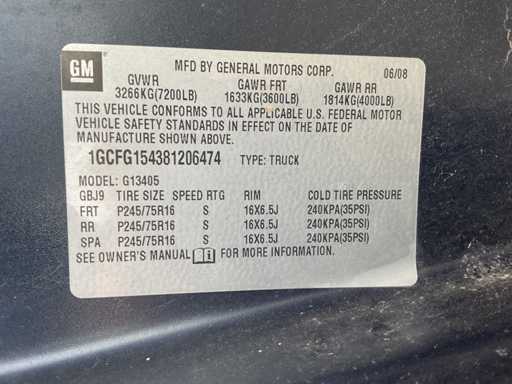 GM
MFD BY GENERAL MOTORS CORP. 06/08
GVWR GAWR FRT GAWR RR
3266KG(7200LB) 1633KG(3600LB) 1814KG(4000LB)
THIS VEHICLE CONFORMS TO ALL APPLICABLE U.S. FEDERAL MOTOR
VEHICLE SAFETY STANDARDS IN EFFECT ON THE DATE OF
MANUFACTURE SHOWN ABOVE.
1GCFG154381206474 TYPE: TRUCK
MODEL: G13405
GBJ9 TIRE SIZE SPEED RTG RIM COLD TIRE PRESSURE
FRT P245/75R16 S 16X6.5J 240KPA(35PSI)
RR P245/75R16 S 16X6.5J 240KPA(35PSI)
SPA P245/75R16 S 16X6.5J 240KPA(35PSI)
SEE OWNER'S MANUAL i FOR MORE INFORMATION.